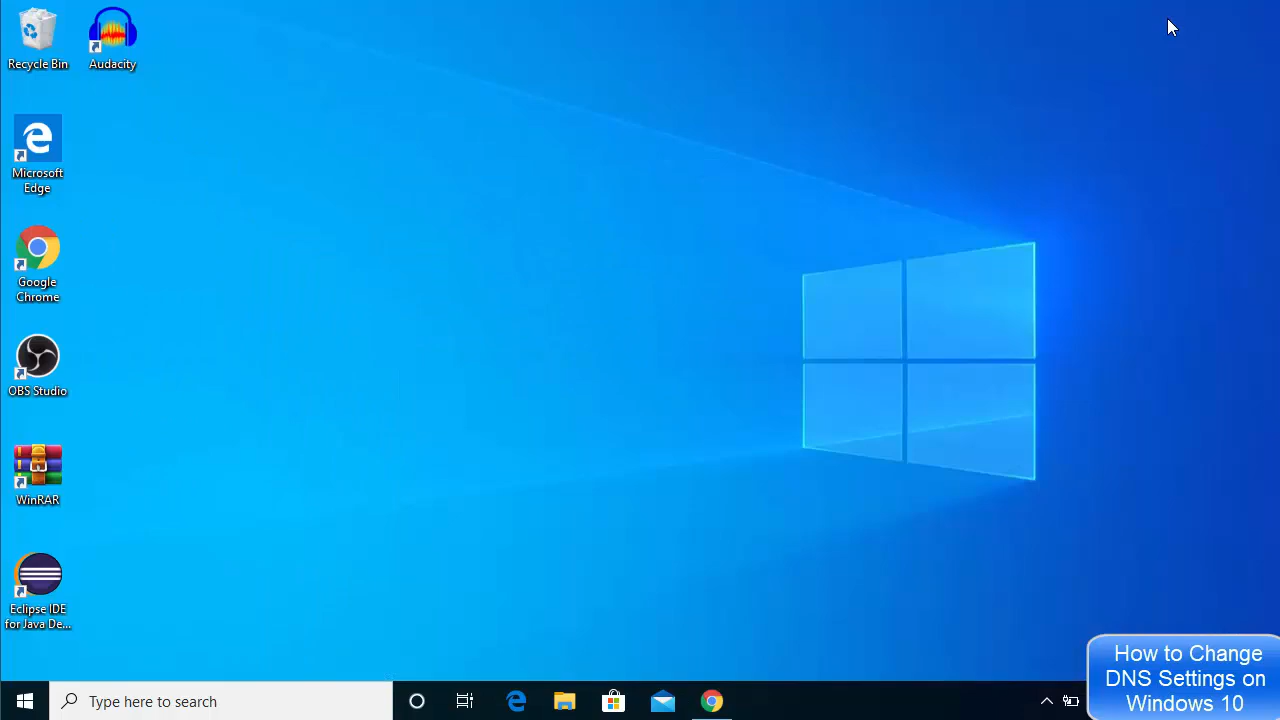 Recycle Bin
Audacity
Microsoft
Edge
Google
Chrome
OBS Studio
WinRAR
Eclipse IDE
for Java De...
Type here to search
How to Change
DNS Settings on
Windows 10